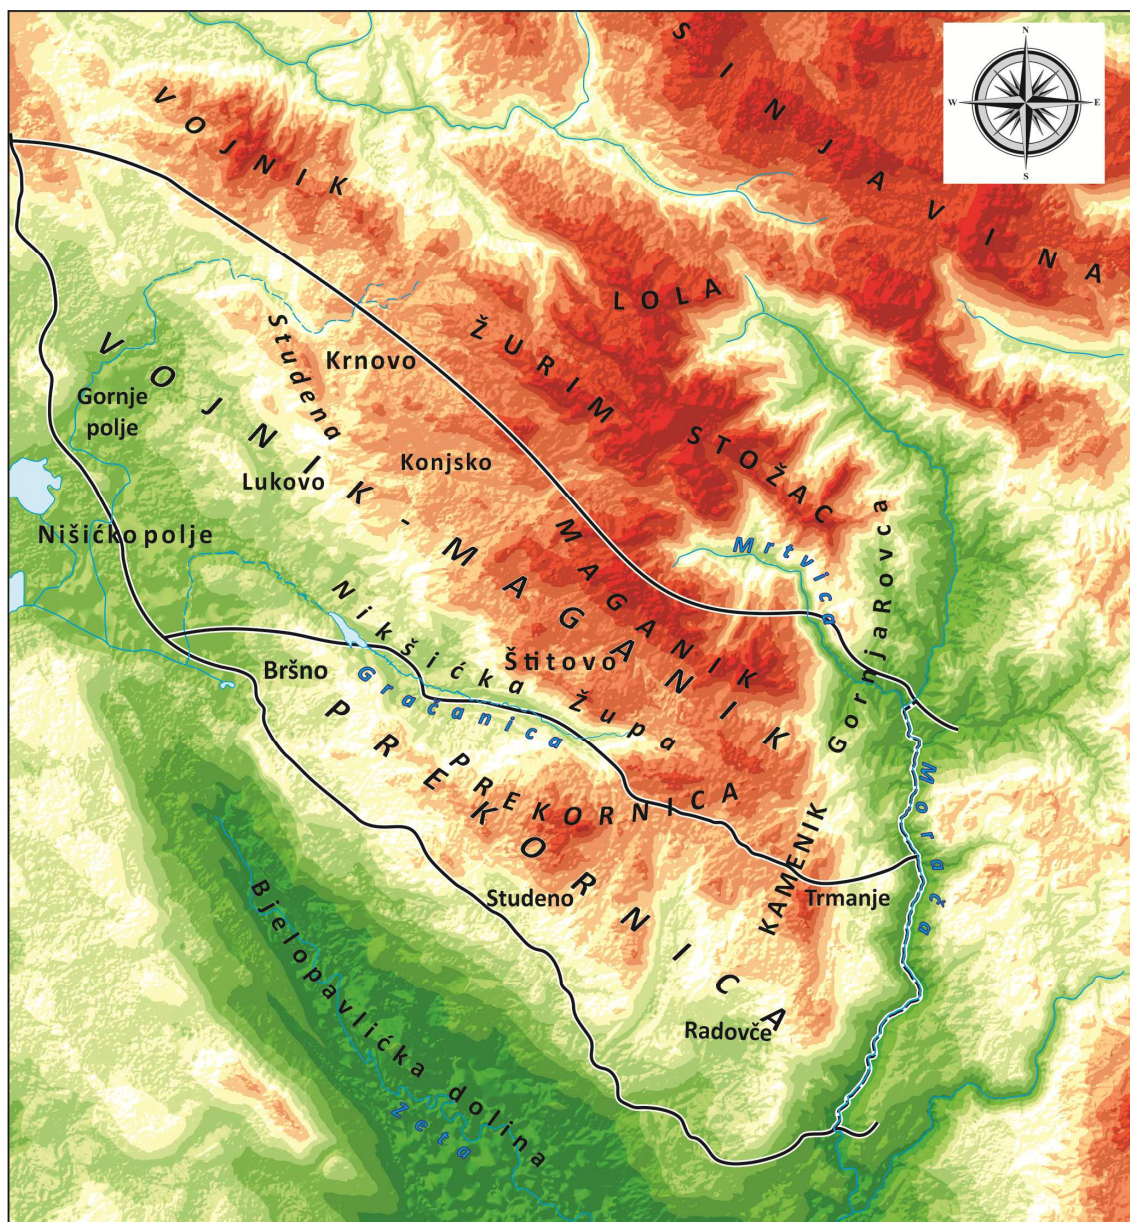 N
W
E
S
SINJAVINA
VOJNIK
LOLA
ŽURIM
Studena
Krnovo
VOJNIK-MAGANIK
Gornje
polje
STOŽAC
Konjsko
Lukovo
Nišićko polje
MAGANIK
Mrtvica
Gornja Rovca
Nikšićka Župa
Štitovo
Bršno
Gračanica
PREKORNICA
PREKORNICA
Morača
KAMENIK
Trmanje
Studeno
Bjelopavlićka dolina
Radovče
Zeta